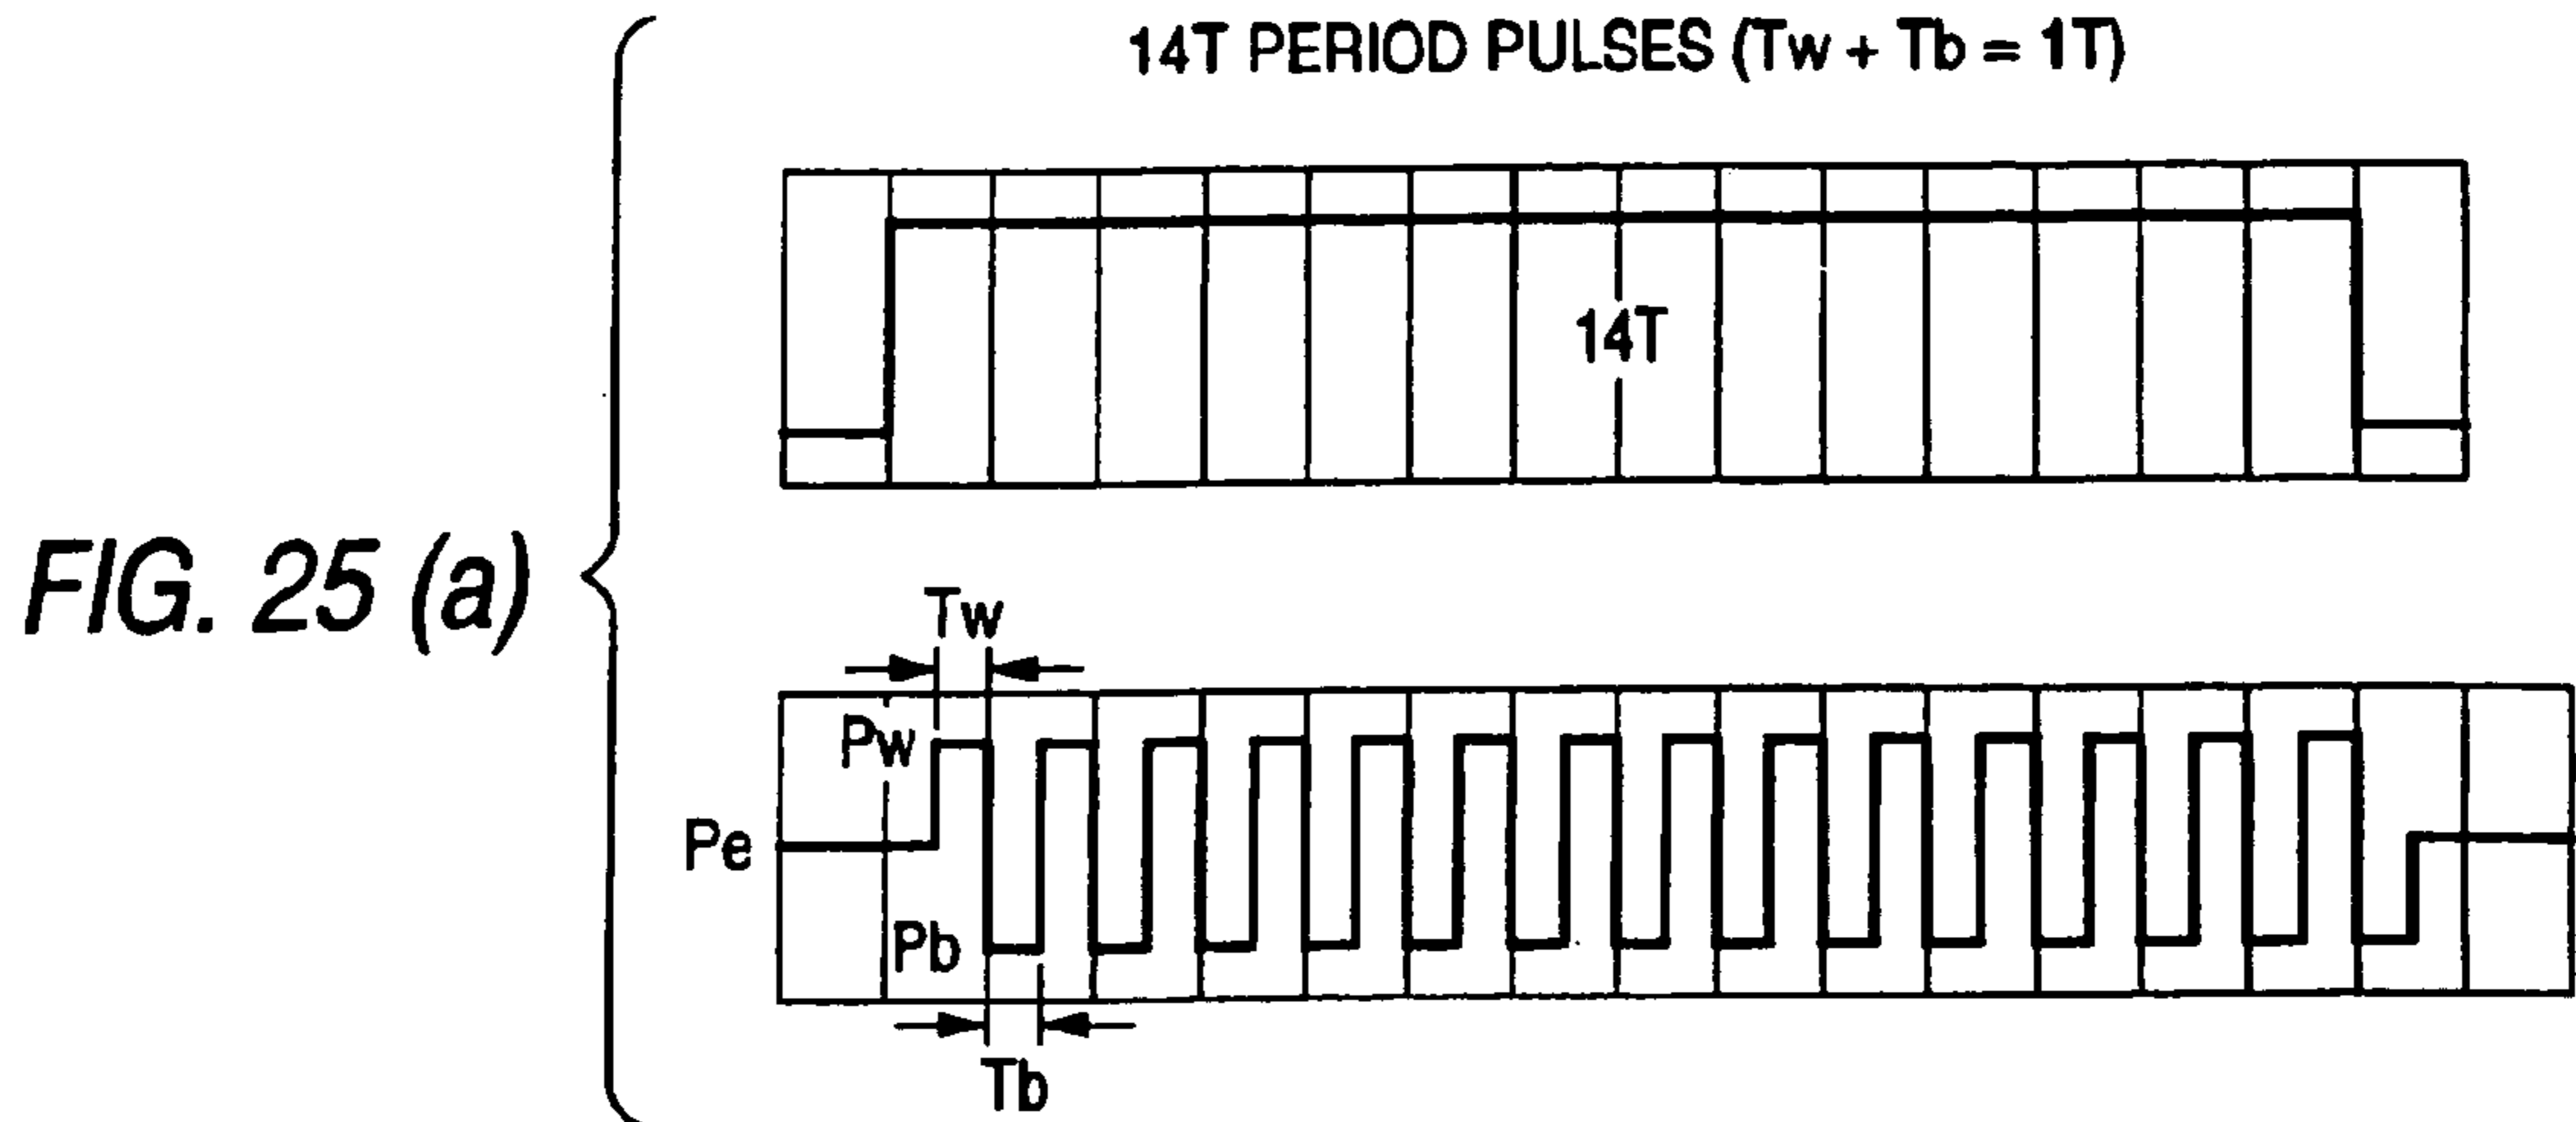 14T PERIOD PULSES (Tw + Tb = 1T)
14T
FIG. 25 (a)
Tw
Pw
Pe
Pb
Tb